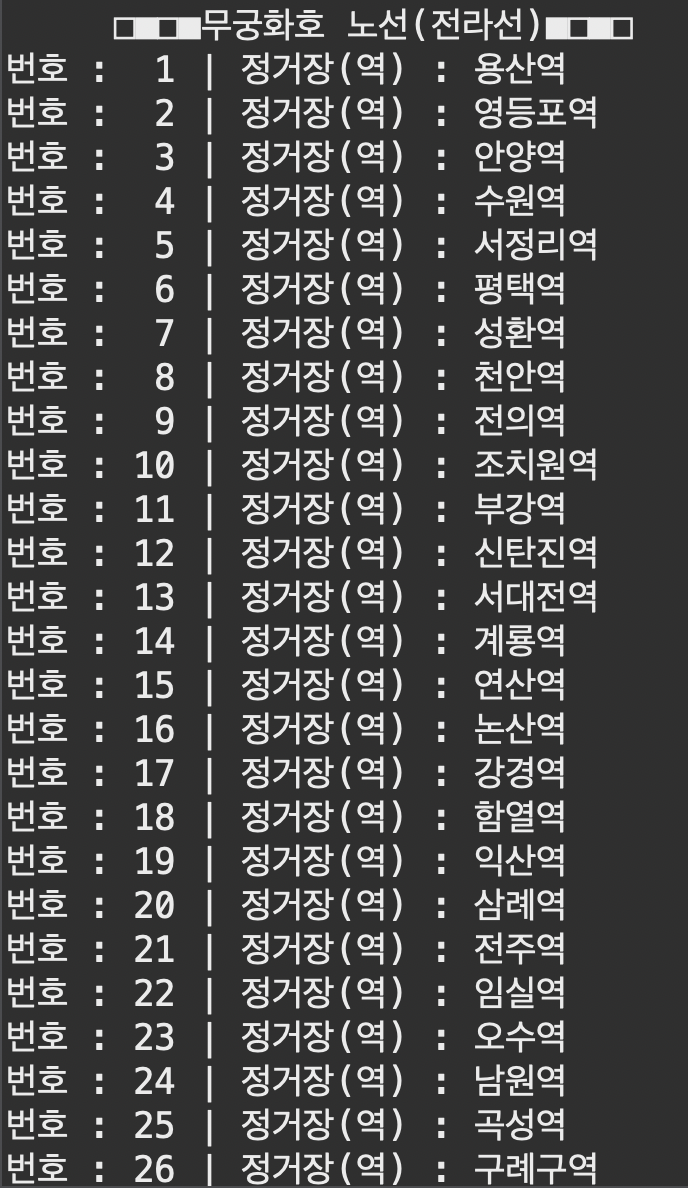 □■□■무궁화호 노선(전라선)■□■□
번호 :   1 | 정거장(역) : 용산역
번호 :   2 | 정거장(역) : 영등포역
번호 :   3 | 정거장(역) : 안양역
번호 :   4 | 정거장(역) : 수원역
번호 :   5 | 정거장(역) : 서정리역
번호 :   6 | 정거장(역) : 평택역
번호 :   7 | 정거장(역) : 성환역
번호 :   8 | 정거장(역) : 천안역
번호 :   9 | 정거장(역) : 전의역
번호 :  10 | 정거장(역) : 조치원역
번호 :  11 | 정거장(역) : 부강역
번호 :  12 | 정거장(역) : 신탄진역
번호 :  13 | 정거장(역) : 서대전역
번호 :  14 | 정거장(역) : 계룡역
번호 :  15 | 정거장(역) : 연산역
번호 :  16 | 정거장(역) : 논산역
번호 :  17 | 정거장(역) : 강경역
번호 :  18 | 정거장(역) : 함열역
번호 :  19 | 정거장(역) : 익산역
번호 :  20 | 정거장(역) : 삼례역
번호 :  21 | 정거장(역) : 전주역
번호 :  22 | 정거장(역) : 임실역
번호 :  23 | 정거장(역) : 오수역
번호 :  24 | 정거장(역) : 남원역
번호 :  25 | 정거장(역) : 곡성역
번호 :  26 | 정거장(역) : 구례구역